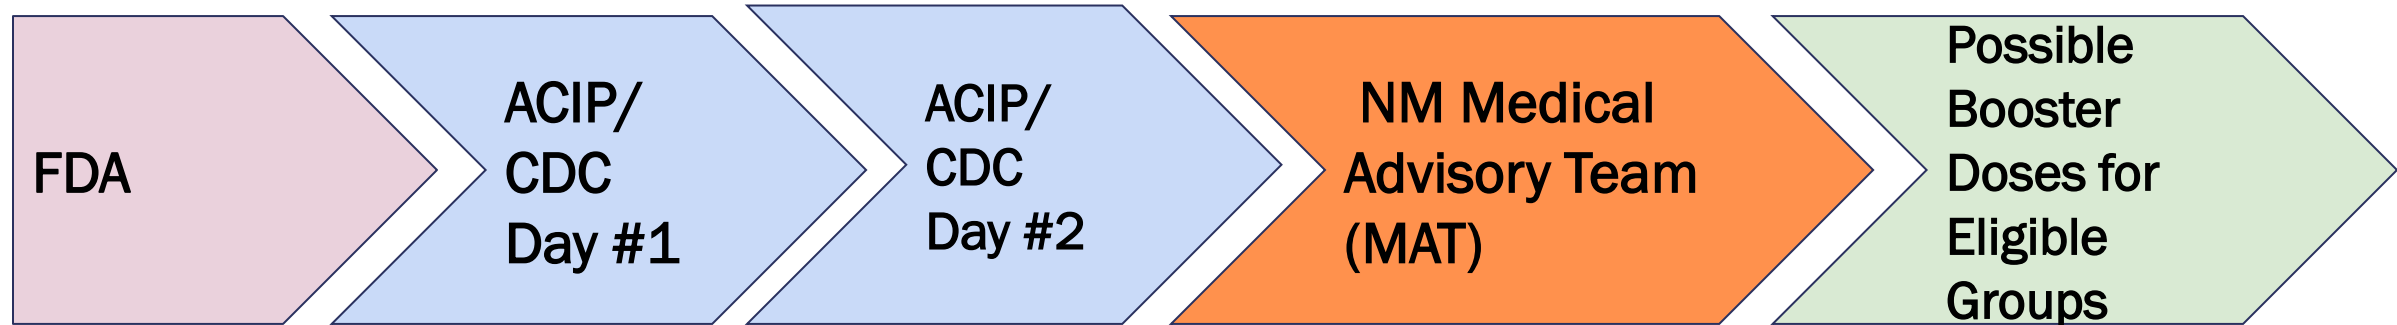 FDA
ACIP/
CDC
Day #1
ACIP/
CDC
Day #2
NM Medical
Advisory Team
(MAT)
Possible
Booster
Doses for
Eligible
Groups